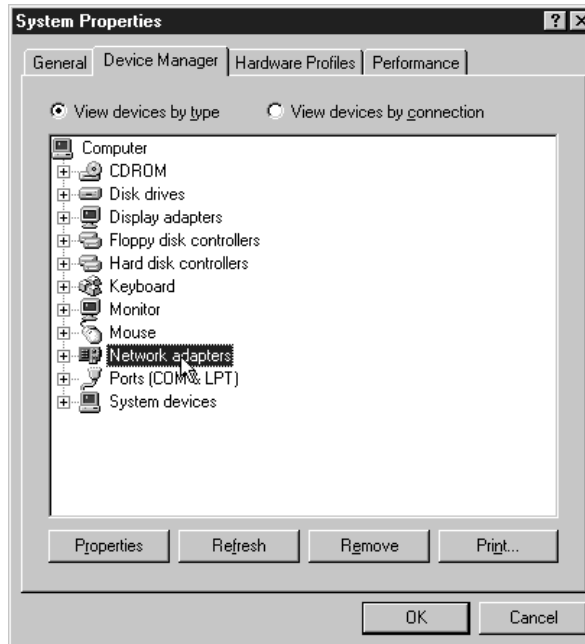 System Properties
General Device Manager Hardware Profiles Performance
View devices by type View devices by connection
Computer
CDROM
Disk drives
Display adapters
Floppy disk controllers
Hard disk controllers
Keyboard
Monitor
Mouse
Network adapters
Ports (COM & LPT)
System devices
Properties Refresh Remove Print...
OK Cancel